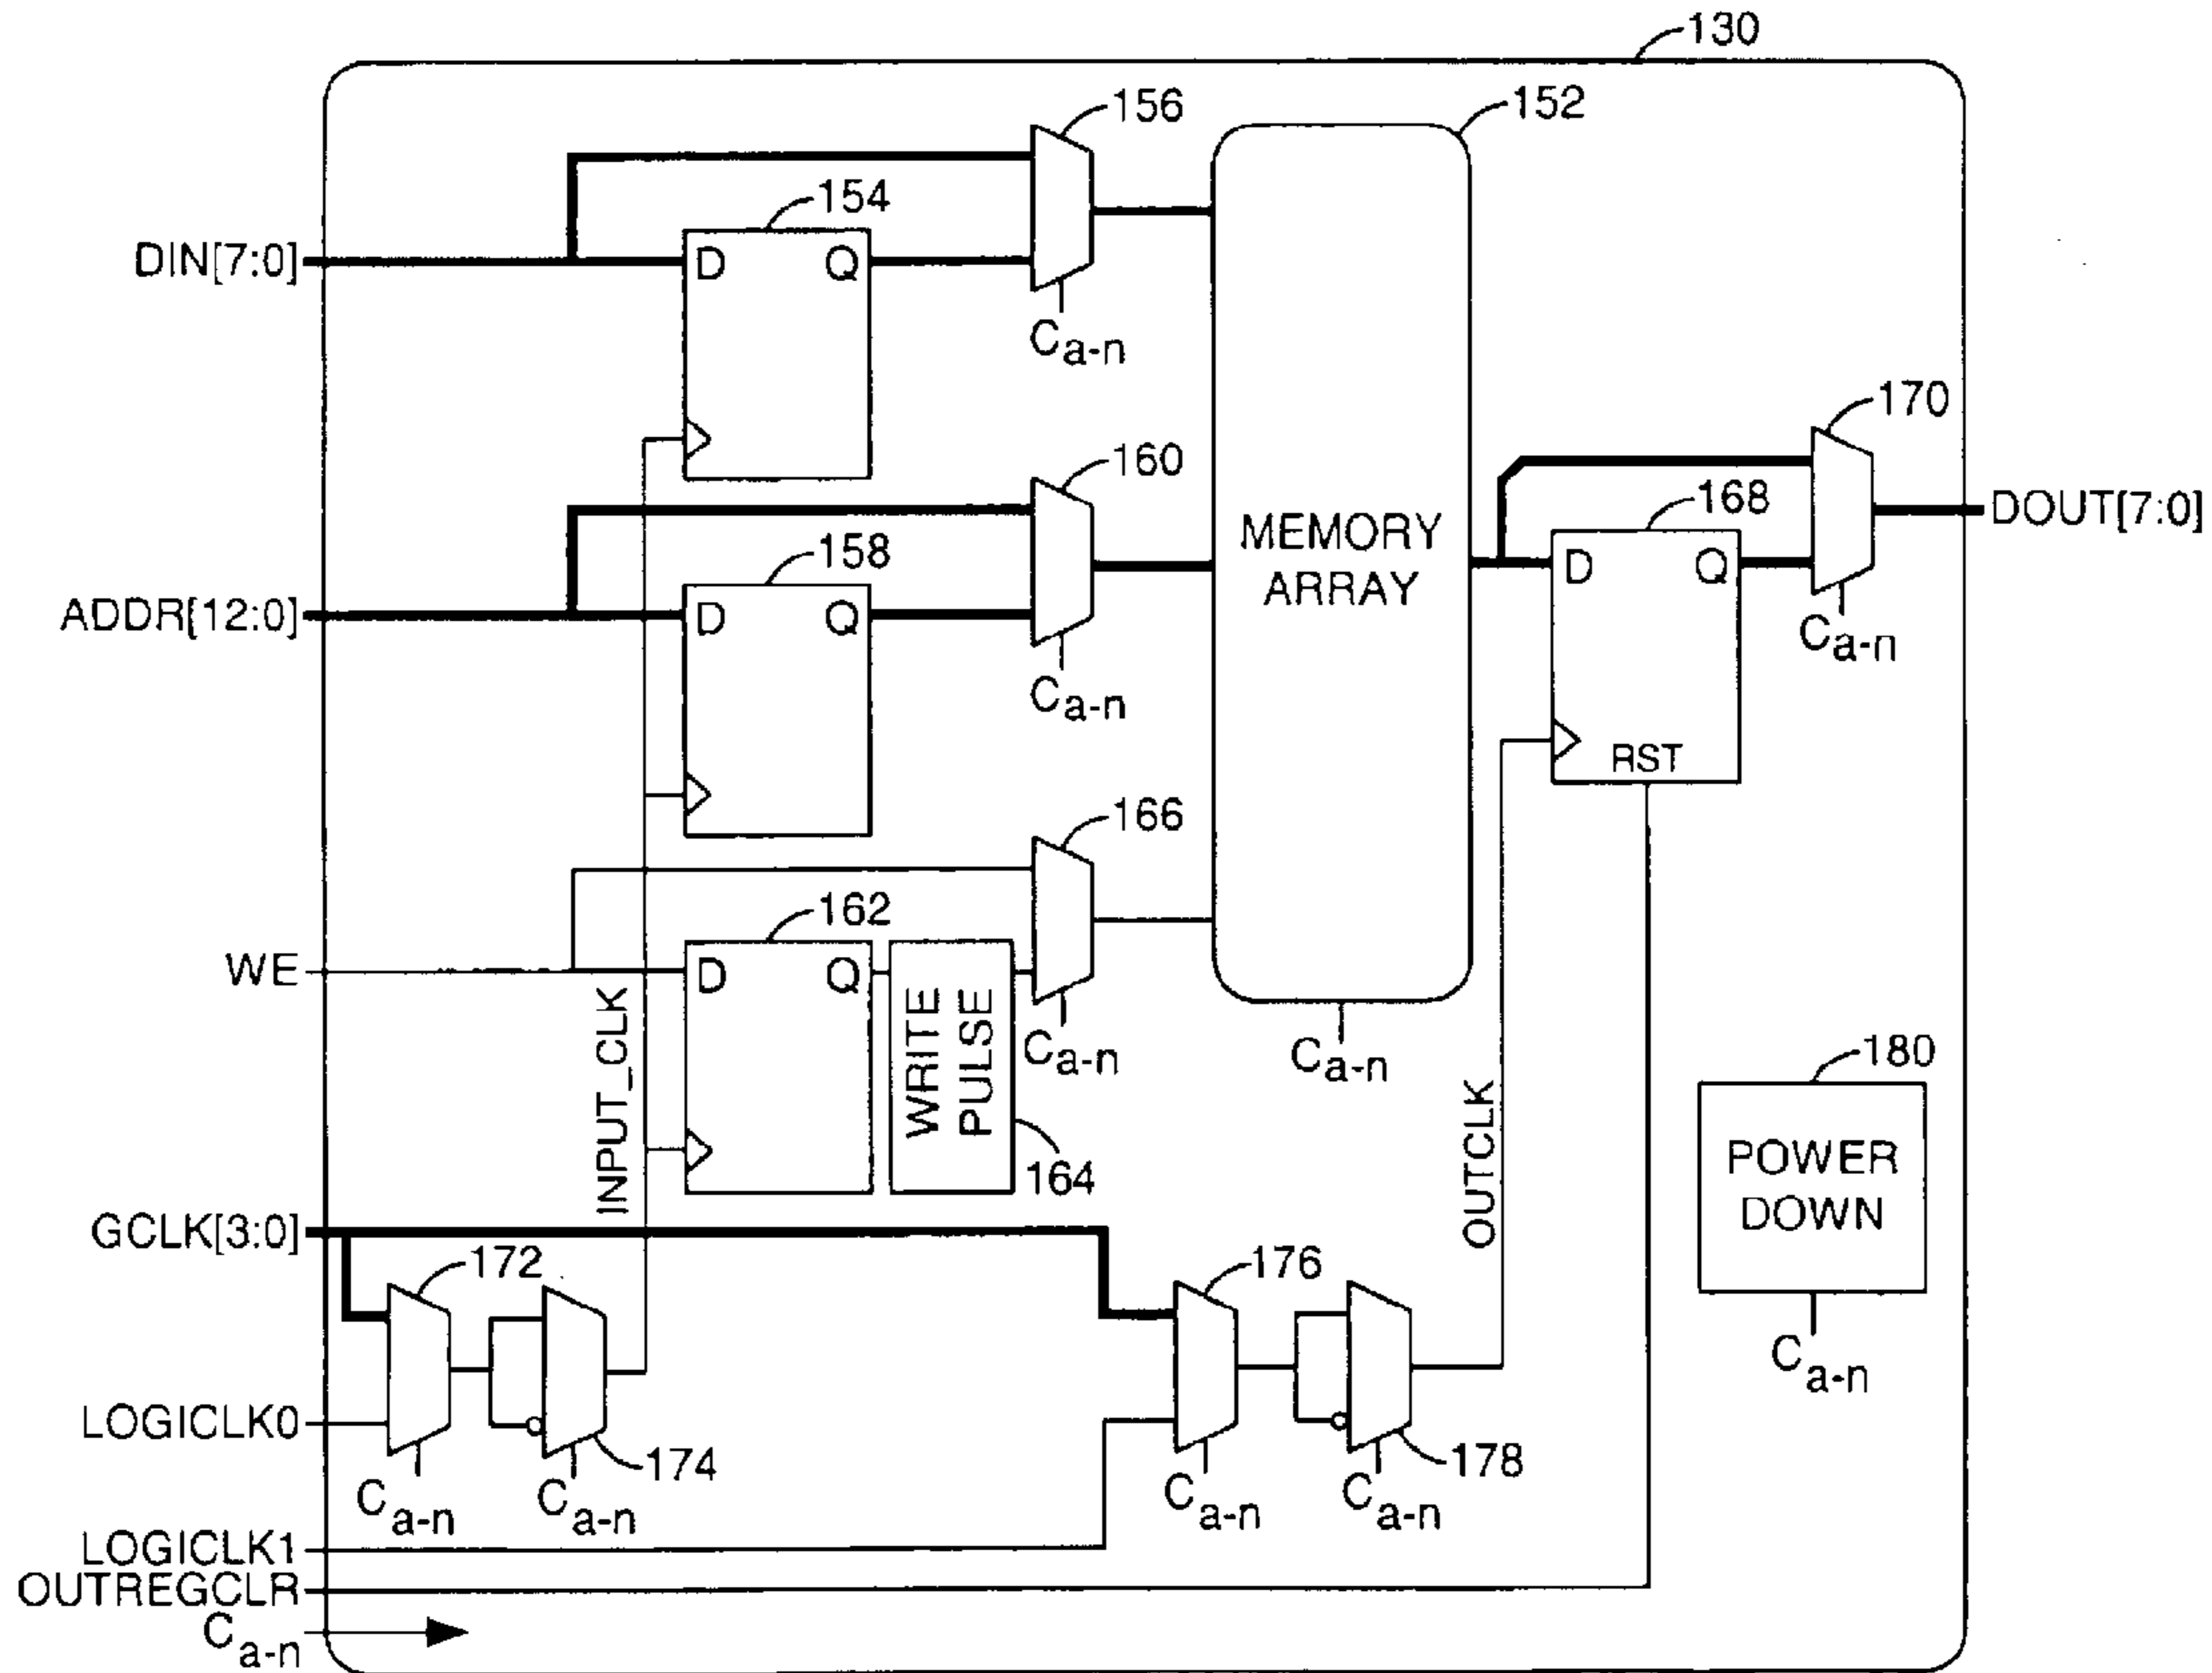 130
156
152
154
DIN[7:0]
D Q
Ca-n
170
160
168
DOUT[7:0]
MEMORY
ARRAY
158
D Q
ADDR[12:0]
D Q
Ca-n
Ca-n
RST
166
162
WE
D Q
WRITE
PULSE
Ca-n
Ca-n
180
INPUT_CLK
OUTCLK
POWER
DOWN
164
GCLK[3:0]
172
176
Ca-n
LOGICLK0
174
178
Ca-n
Ca-n
Ca-n
Ca-n
LOGICLK1
OUTREGCLR
Ca-n